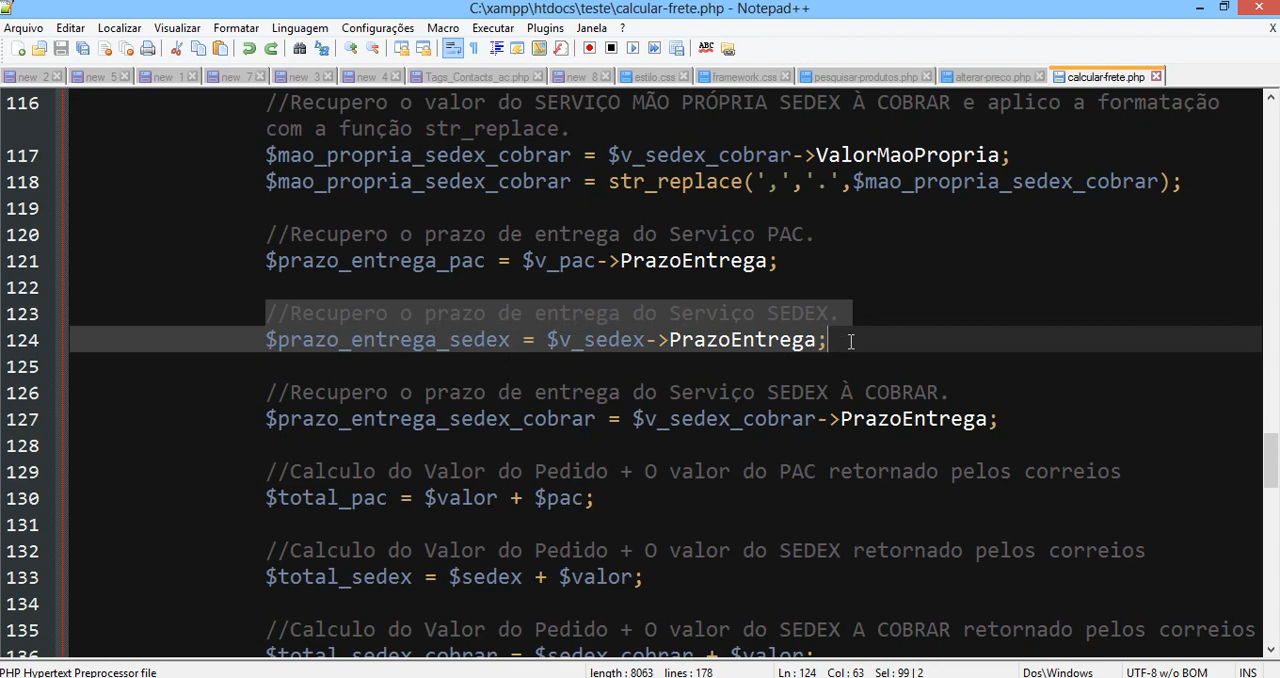 C:\xampp\htdocs\teste\calcular-frete.php - Notepad++
Arquivo Editar Localizar Visualizar Formatar Linguagem Configurações Macro Executar Plugins Janela ? X
new 2 new 5 new 1 new 7 new 3 new 4 Tags_Contacts_ac.php new 8 estilo.css framework.css pesquisar-produtos.php alterar-preco.php calcular-frete.php
116 //Recupero o valor do SERVIÇO MÃO PRÓPRIA SEDEX À COBRAR e aplico a formatação
com a função str_replace.
117 $mao_propria_sedex_cobrar = $v_sedex_cobrar->ValorMaoPropria;
118 $mao_propria_sedex_cobrar = str_replace(',','.',$mao_propria_sedex_cobrar);
119
120 //Recupero o prazo de entrega do Serviço PAC.
121 $prazo_entrega_pac = $v_pac->PrazoEntrega;
122
123 //Recupero o prazo de entrega do Serviço SEDEX.
124 $prazo_entrega_sedex = $v_sedex->PrazoEntrega;
125
126 //Recupero o prazo de entrega do Serviço SEDEX À COBRAR.
127 $prazo_entrega_sedex_cobrar = $v_sedex_cobrar->PrazoEntrega;
128
129 //Calculo do Valor do Pedido + O valor do PAC retornado pelos correios
130 $total_pac = $valor + $pac;
131
132 //Calculo do Valor do Pedido + O valor do SEDEX retornado pelos correios
133 $total_sedex = $sedex + $valor;
134
135 //Calculo do Valor do Pedido + O valor do SEDEX A COBRAR retornado pelos correios
136 $total_sedex_cobrar = $sedex_cobrar + $valor;
PHP Hypertext Preprocessor file length : 8063 lines : 178 Ln : 124 Col : 63 Sel : 99 | 2 Dos\Windows UTF-8 w/o BOM INS